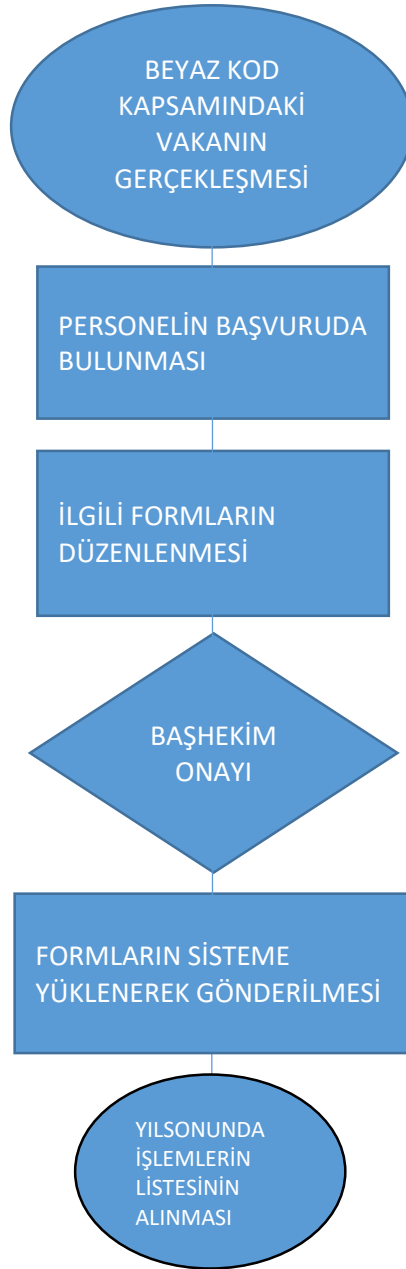 BEYAZ KOD
KAPSAMINDAKİ
VAKANIN
GERÇEKLEŞMESİ
PERSONELİN BAŞVURUDA
BULUNMASI
İLGİLİ FORMLARIN
DÜZENLENMESİ
BAŞHEKİM
ONAYI
FORMLARIN SİSTEME
YÜKLENEREK GÖNDERİLMESİ
YILSONUNDA
İŞLEMLERİN
LİSTESİNİN
ALINMASI